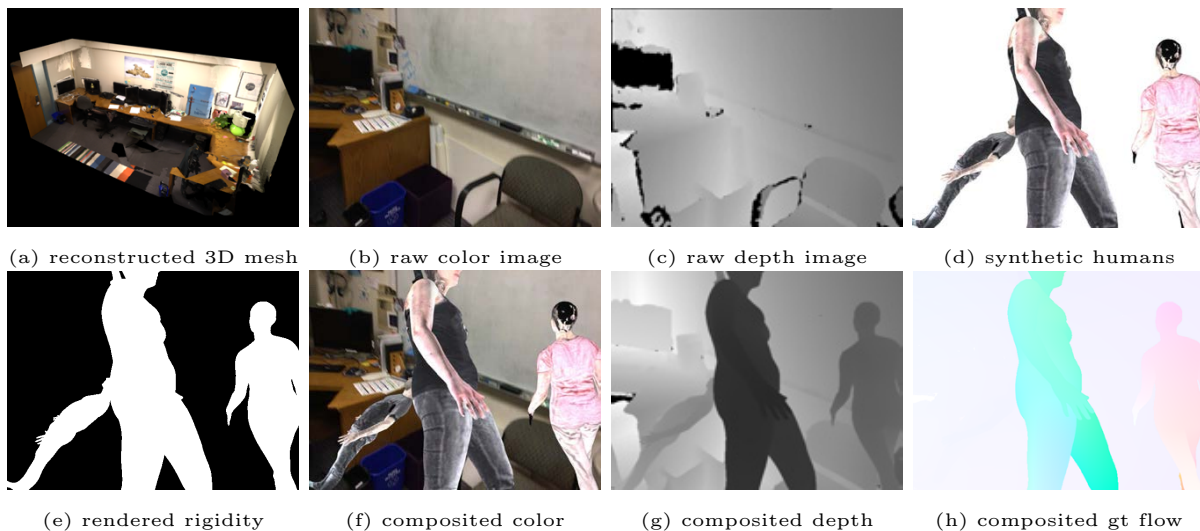 (a) reconstructed 3D mesh (b) raw color image (c) raw depth image (d) synthetic humans
(e) rendered rigidity (f) composited color (g) composited depth (h) composited gt flow